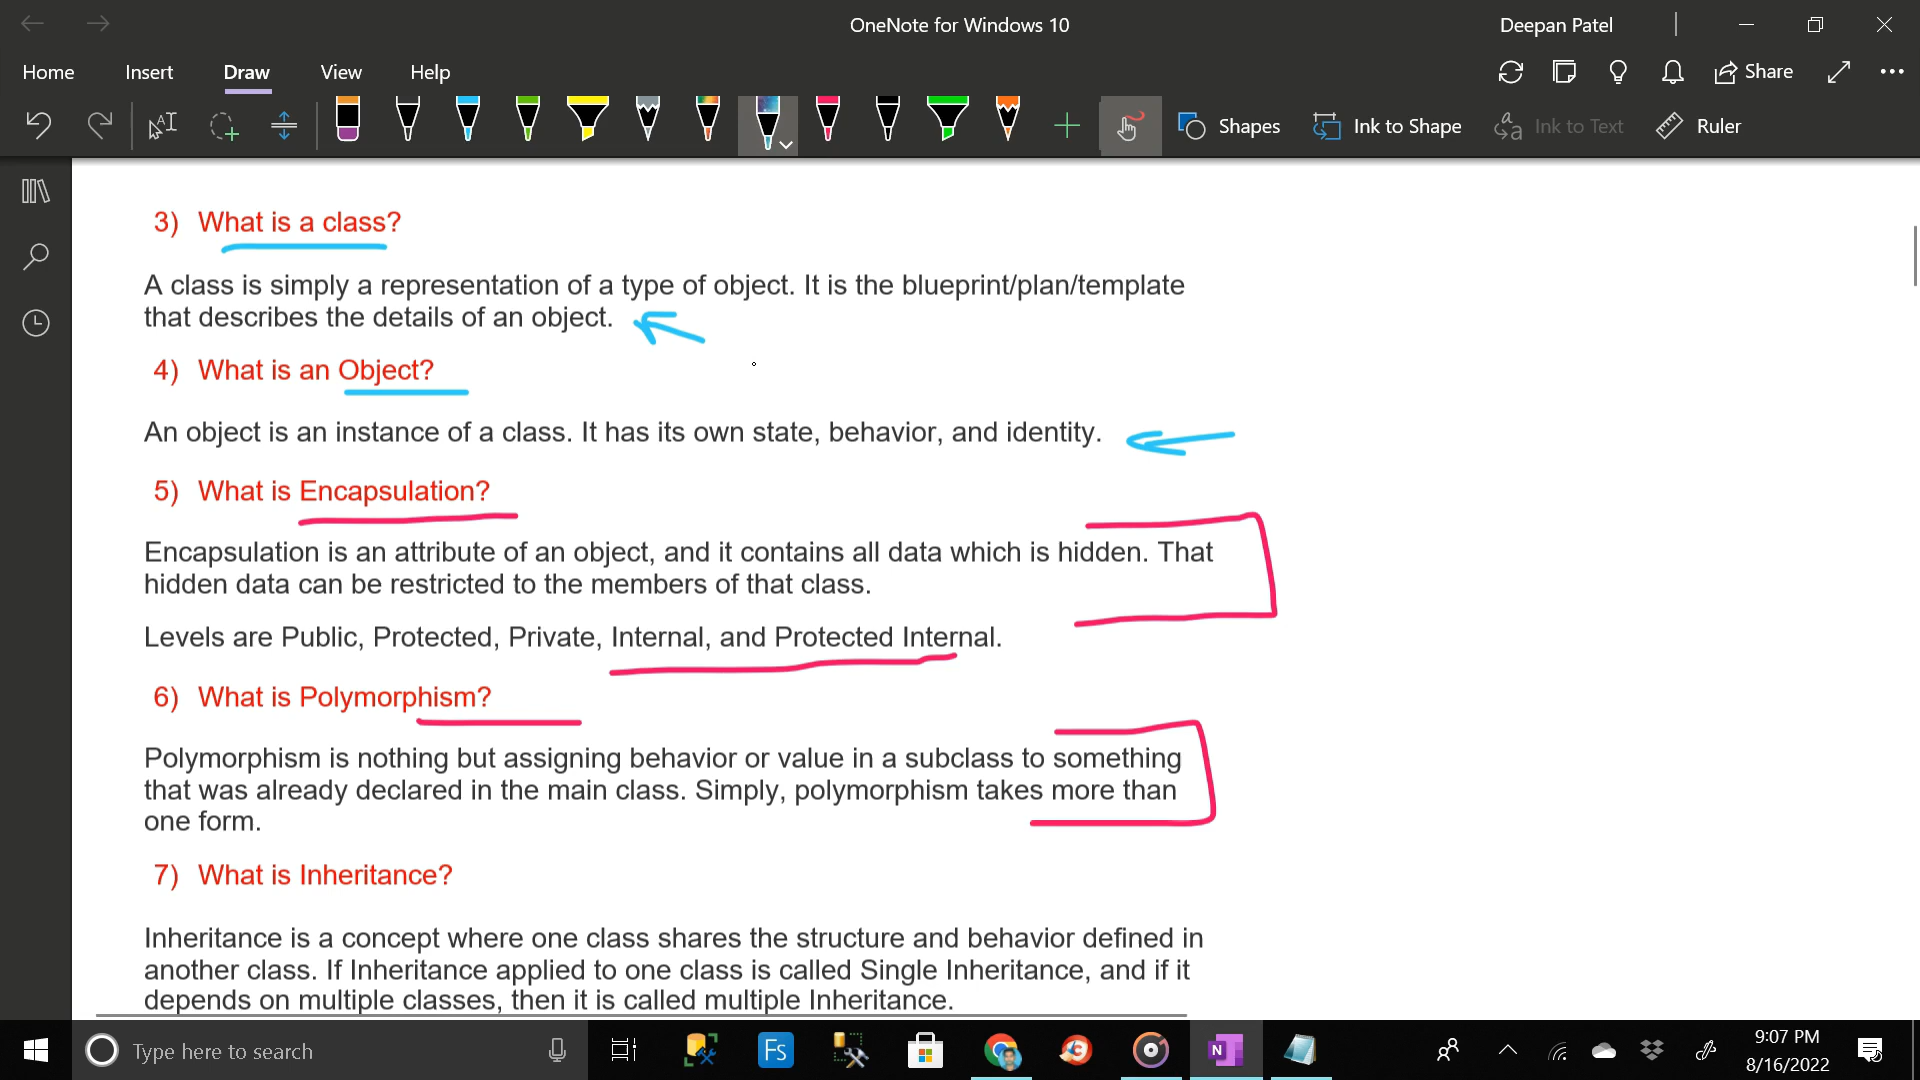 OneNote for Windows 10
Deepan Patel
Home Insert Draw View Help
Share
Shapes Ink to Shape Ink to Text Ruler
3) What is a class?
A class is simply a representation of a type of object. It is the blueprint/plan/template
that describes the details of an object.
4) What is an Object?
An object is an instance of a class. It has its own state, behavior, and identity.
5) What is Encapsulation?
Encapsulation is an attribute of an object, and it contains all data which is hidden. That
hidden data can be restricted to the members of that class.
Levels are Public, Protected, Private, Internal, and Protected Internal.
6) What is Polymorphism?
Polymorphism is nothing but assigning behavior or value in a subclass to something
that was already declared in the main class. Simply, polymorphism takes more than
one form.
7) What is Inheritance?
Inheritance is a concept where one class shares the structure and behavior defined in
another class. If Inheritance applied to one class is called Single Inheritance, and if it
depends on multiple classes, then it is called multiple Inheritance.
Type here to search
Fs
N
9:07 PM
8/16/2022